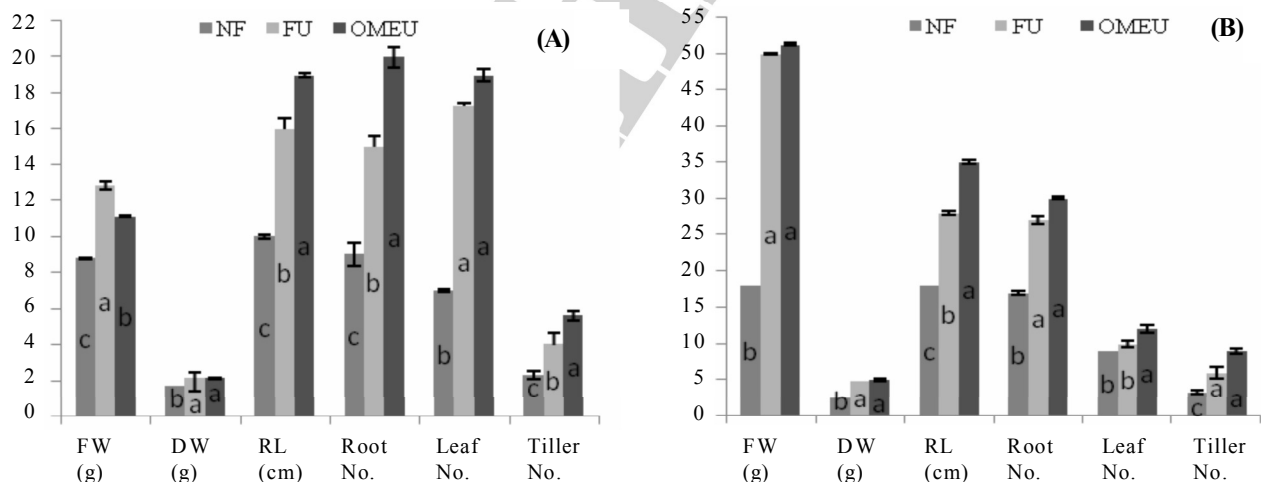 NF FU OMEU
(A)
22
20
18
16
14
12
10
8
6
4
2
0
c a b
b a a
c b a
c b a
b a a
c b a
FW DW RL Root Leaf Tiller
(g) (g) (cm) No. No. No.
NF FU OMEU
(B)
55
50
45
40
35
30
25
20
15
10
5
0
b a a
b a a
c b a
b a a
b b a
c a a
FW DW RL Root Leaf Tiller
(g) (g) (cm) No. No. No.